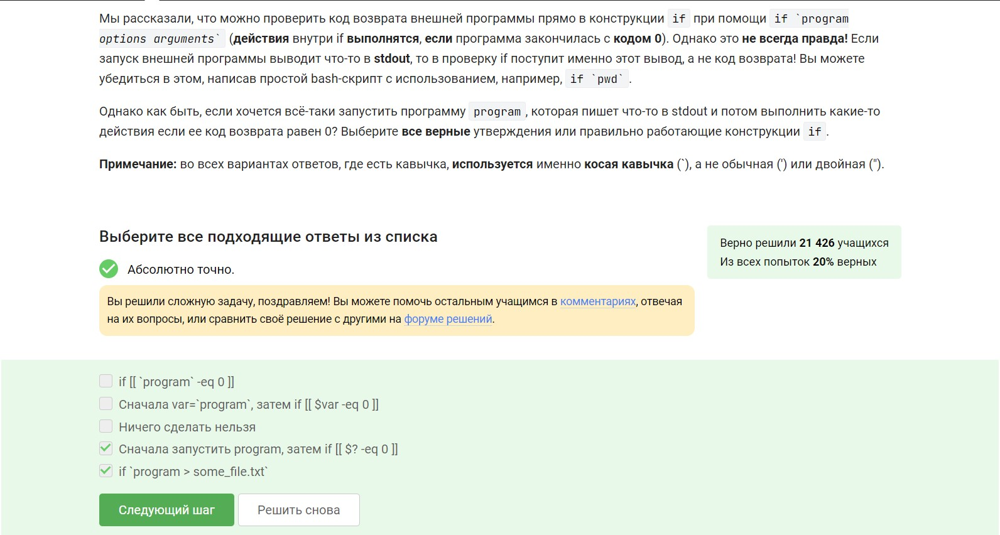 Мы рассказали, что можно проверить код возврата внешней программы прямо в конструкции if при помощи if `program
options arguments` (действия внутри if выполнятся, если программа закончилась с кодом 0). Однако это не всегда правда! Если
запуск внешней программы выводит что-то в stdout, то в проверку if поступит именно этот вывод, а не код возврата! Вы можете
убедиться в этом, написав простой bash-скрипт с использованием, например, if `pwd`.
Однако как быть, если хочется всё-таки запустить программу program, которая пишет что-то в stdout и потом выполнить какие-то
действия если ее код возврата равен 0? Выберите все верные утверждения или правильно работающие конструкции if.
Примечание: во всех вариантах ответов, где есть кавычка, используется именно косая кавычка (`), а не обычная (') или двойная (").
Выберите все подходящие ответы из списка
Верно решили 21 426 учащихся
Из всех попыток 20% верных
Абсолютно точно.
Вы решили сложную задачу, поздравляем! Вы можете помочь остальным учащимся в комментариях, отвечая
на их вопросы, или сравнить своё решение с другими на форуме решений.
if [[ `program` -eq 0 ]]
Сначала var=`program`, затем if [[ $var -eq 0 ]]
Ничего сделать нельзя
Сначала запустить program, затем if [[ $? -eq 0 ]]
if `program > some_file.txt`
Следующий шаг
Решить снова